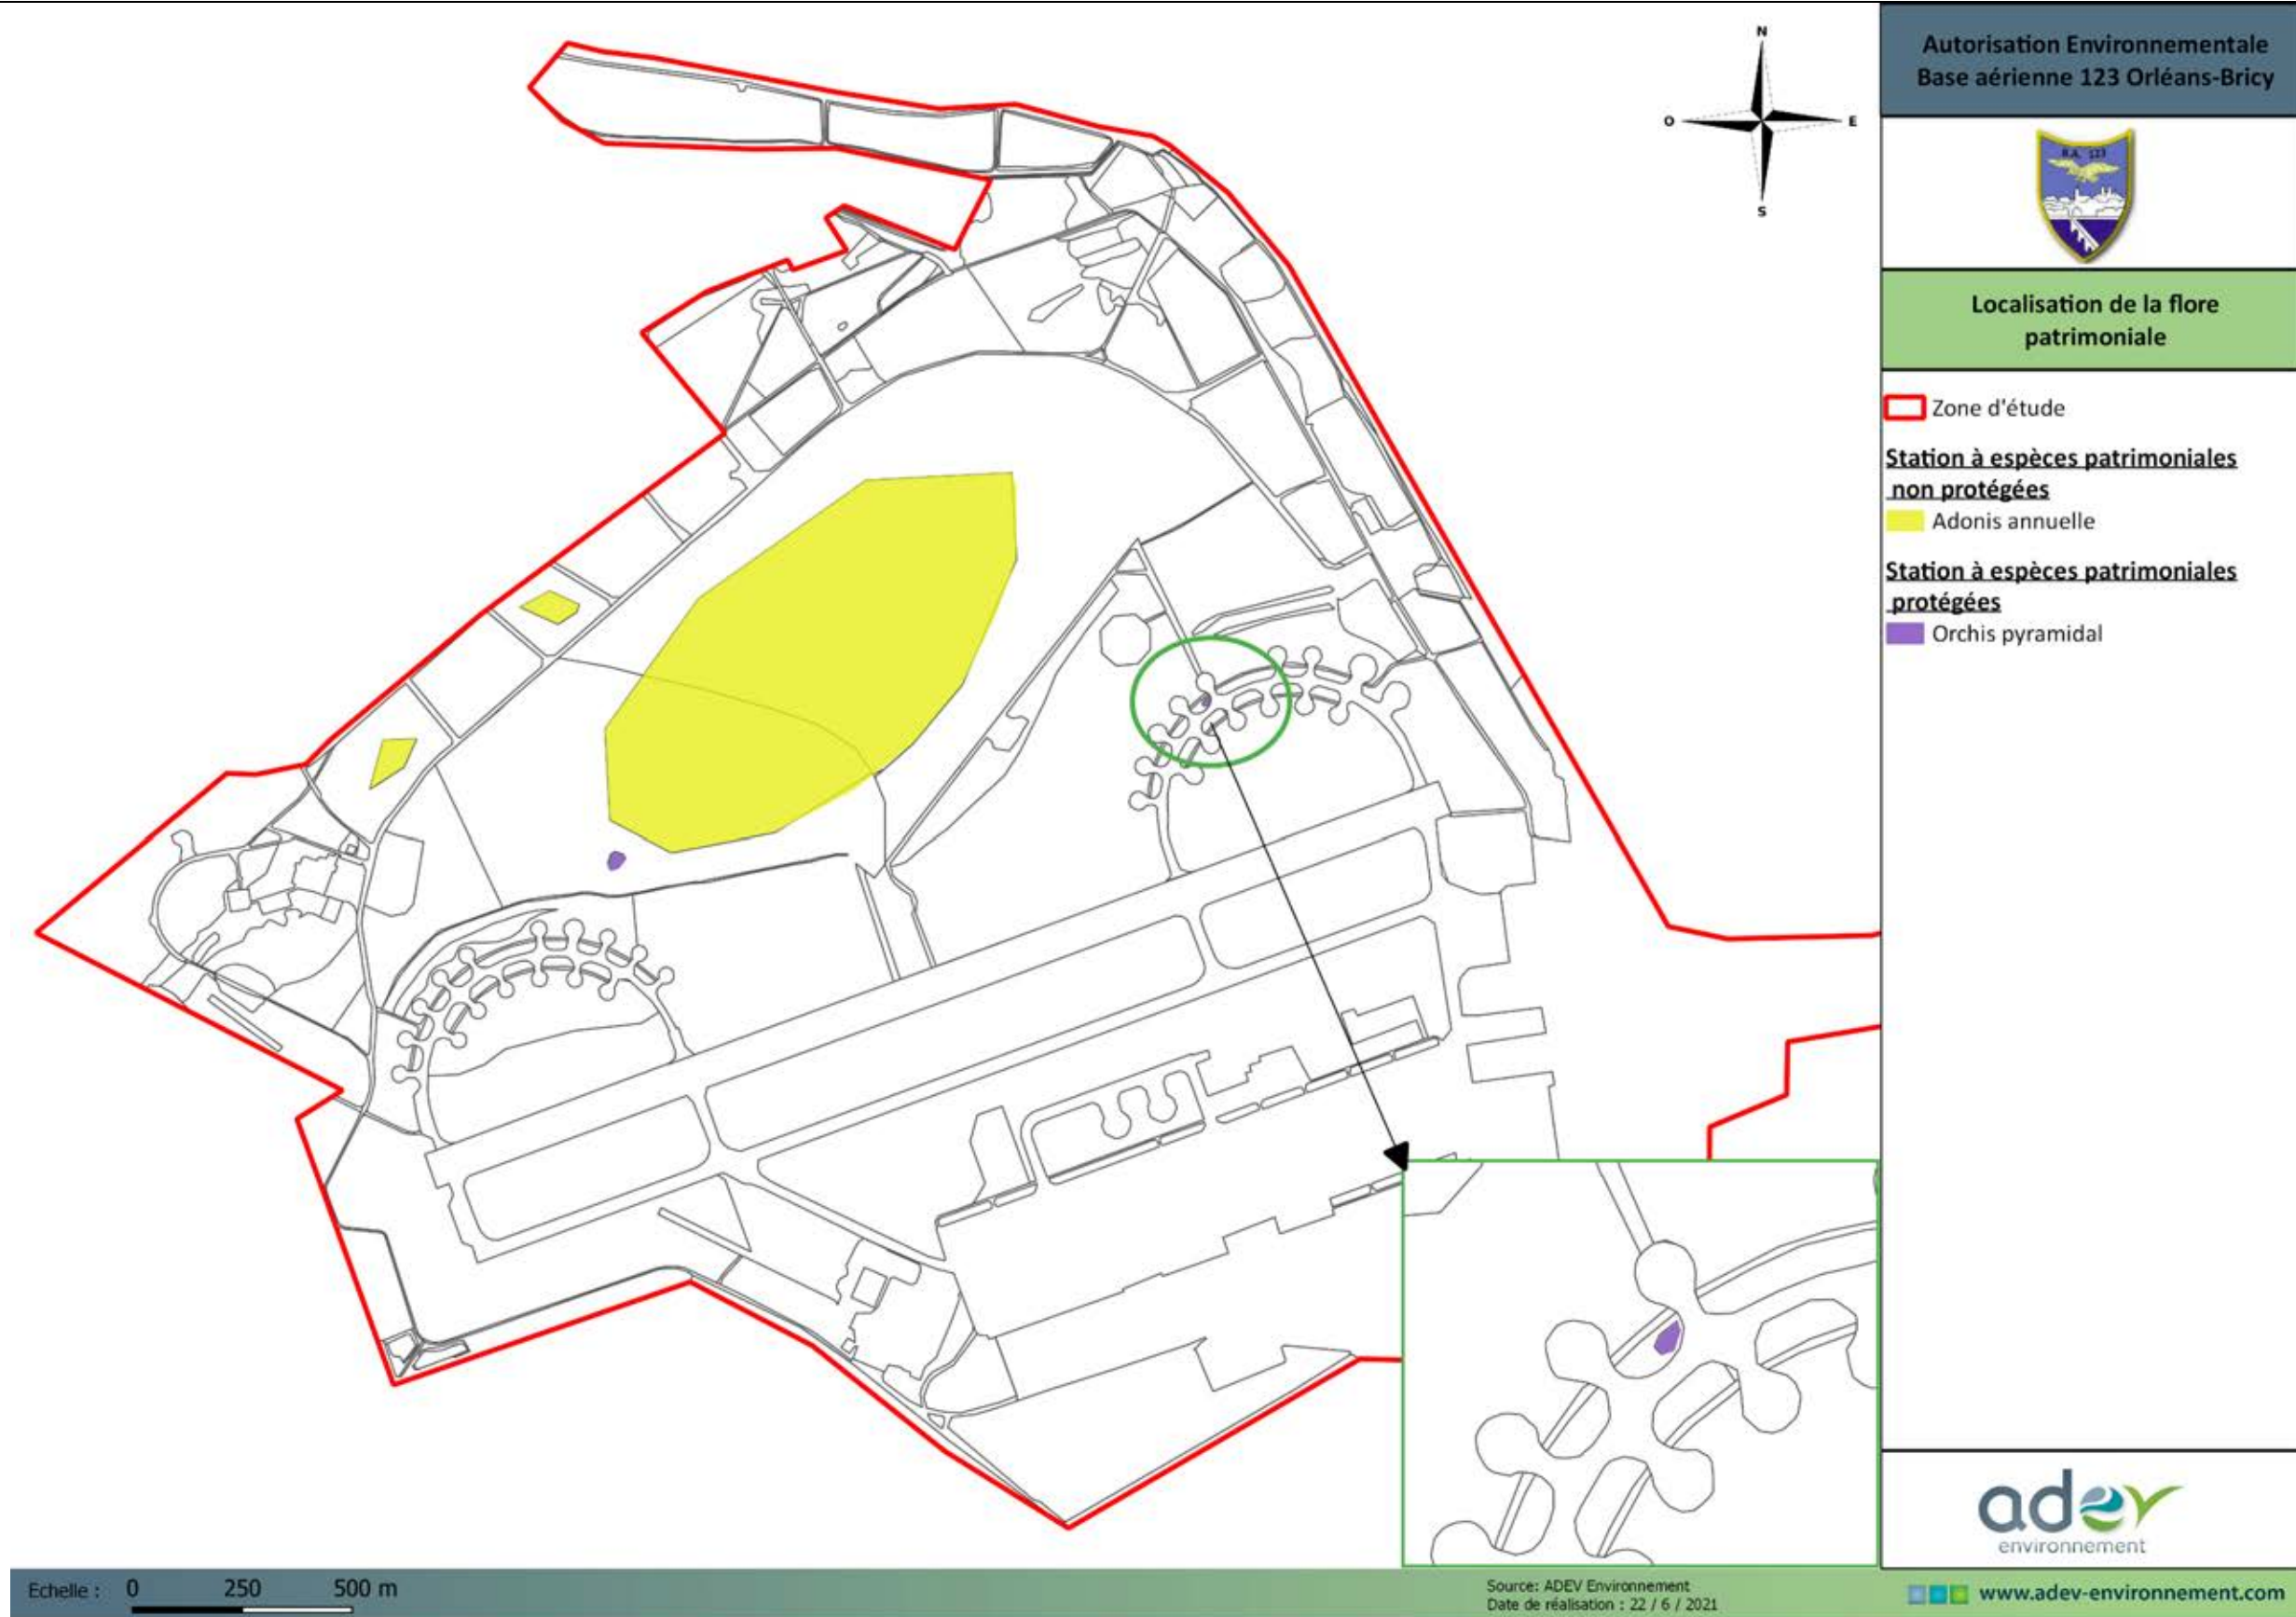 Autorisation Environnementale
Base aérienne 123 Orléans-Bricy
B.A. 123
Localisation de la flore
patrimoniale
Zone d'étude
Station à espèces patrimoniales
non protégées
Adonis annuelle
Station à espèces patrimoniales
protégées
Orchis pyramidal
N
O
E
S
adev
environnement
Echelle : 0 250 500 m
Source: ADEV Environnement
Date de réalisation : 22 / 6 / 2021
www.adev-environnement.com